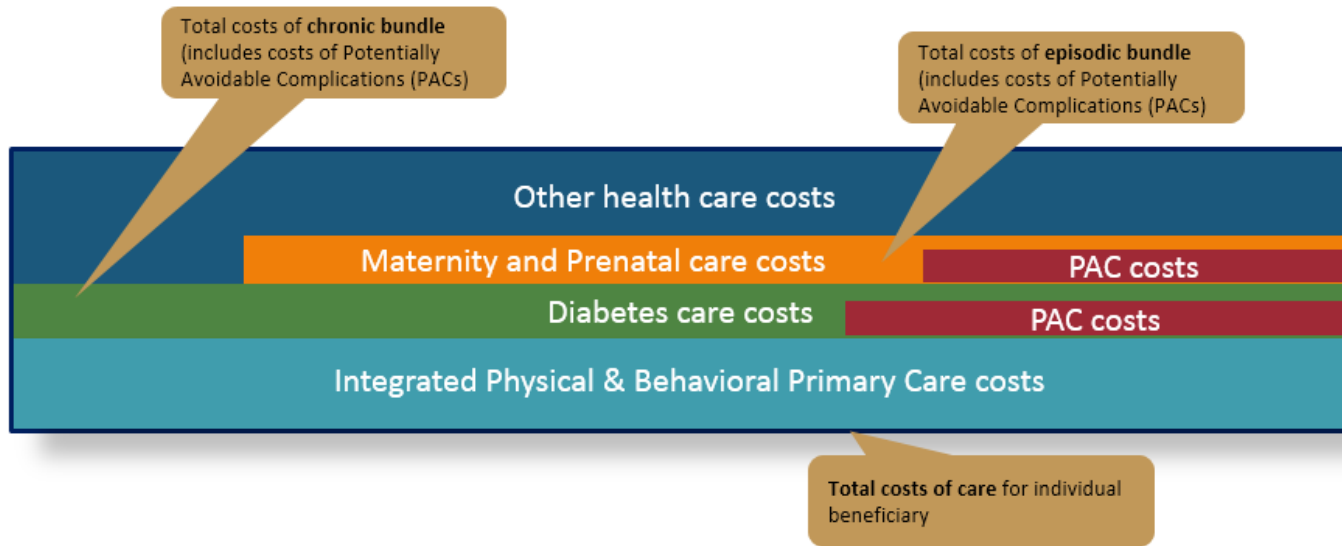 Total costs of chronic bundle
(includes costs of Potentially
Avoidable Complications (PACs)
Total costs of episodic bundle
(includes costs of Potentially
Avoidable Complications (PACs)
Other health care costs
Maternity and Prenatal care costs
PAC costs
Diabetes care costs
PAC costs
Integrated Physical & Behavioral Primary Care costs
Total costs of care for individual
beneficiary